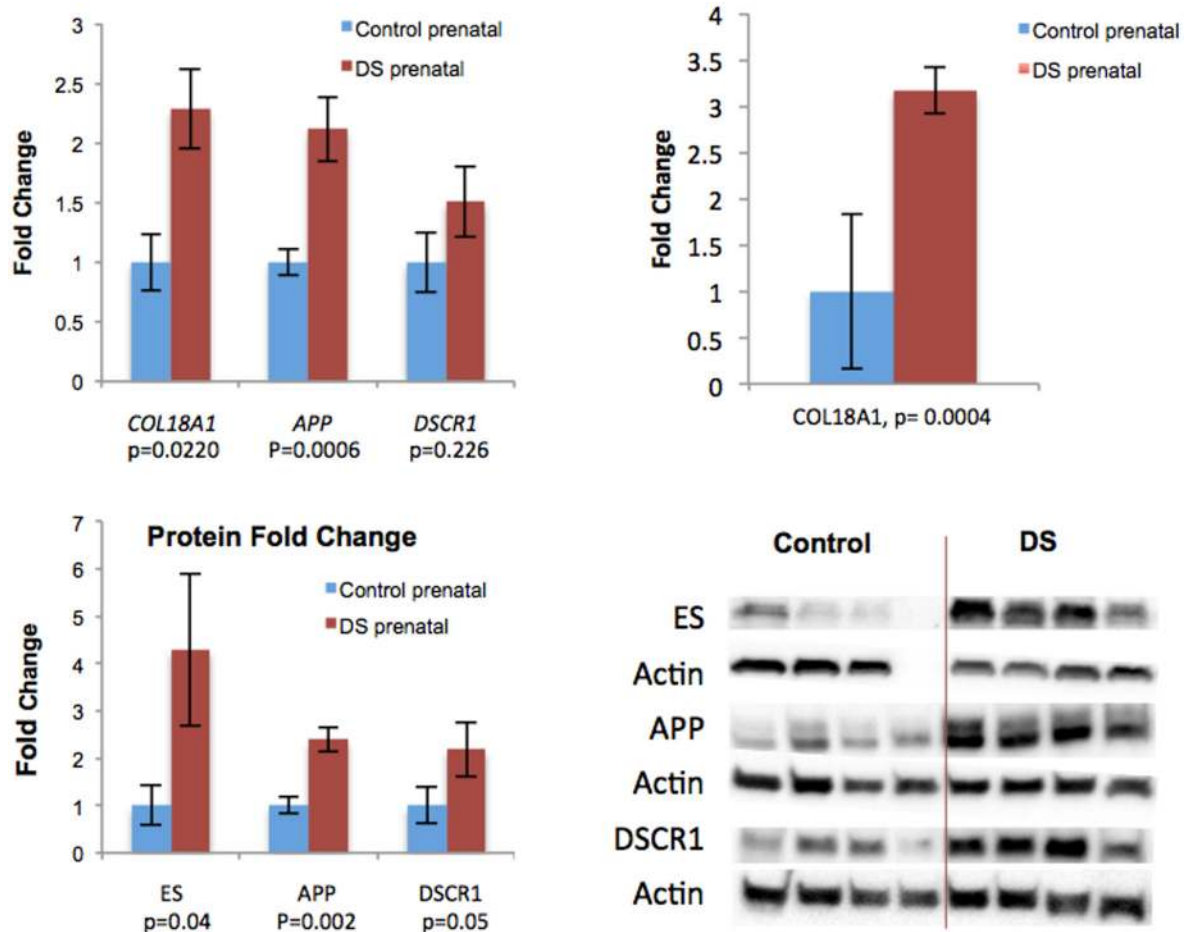 3
2.5
2
1.5
1
0.5
0
Fold Change
Control prenatal
DS prenatal
COL18A1 APP DSCR1
p=0.0220 P=0.0006 p=0.226
4
3.5
3
2.5
2
1.5
1
0.5
0
Fold Change
Control prenatal
DS prenatal
COL18A1, p= 0.0004
Protein Fold Change
7
6
5
4
3
2
1
0
Fold Change
Control prenatal
DS prenatal
ES APP DSCR1
p=0.04 P=0.002 p=0.05
Control DS
ES
Actin
APP
Actin
DSCR1
Actin